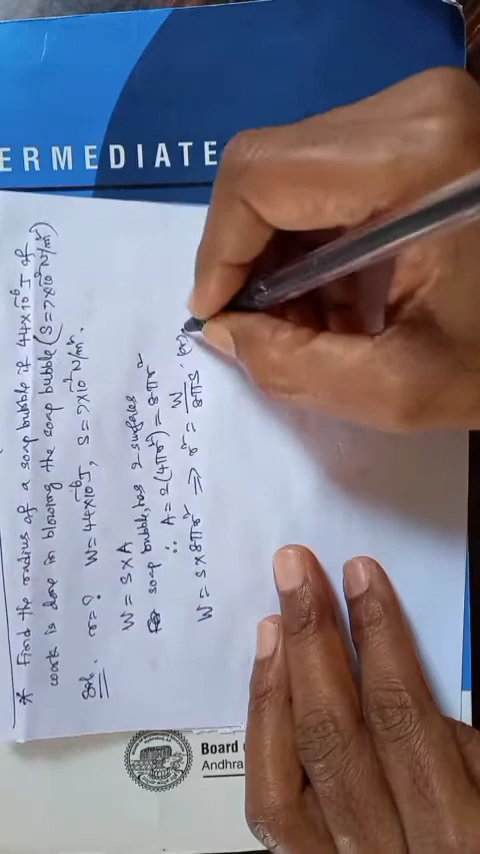 ERMEDIATE
* Find the radius of a soap bubble if 44×10⁻⁶ J of
work is done in blowing the soap bubble (S = 7×10⁻² N/m²)
Sol. r = ? W = 44×10⁻⁶ J, S = 7×10⁻² N/m².
W = S × A
For soap bubble, has 2 surfaces
∴ A = 2(4πr²) = 8πr²
W = S × 8πr² ⇒ r² = W/8πS .
Board
Andhra